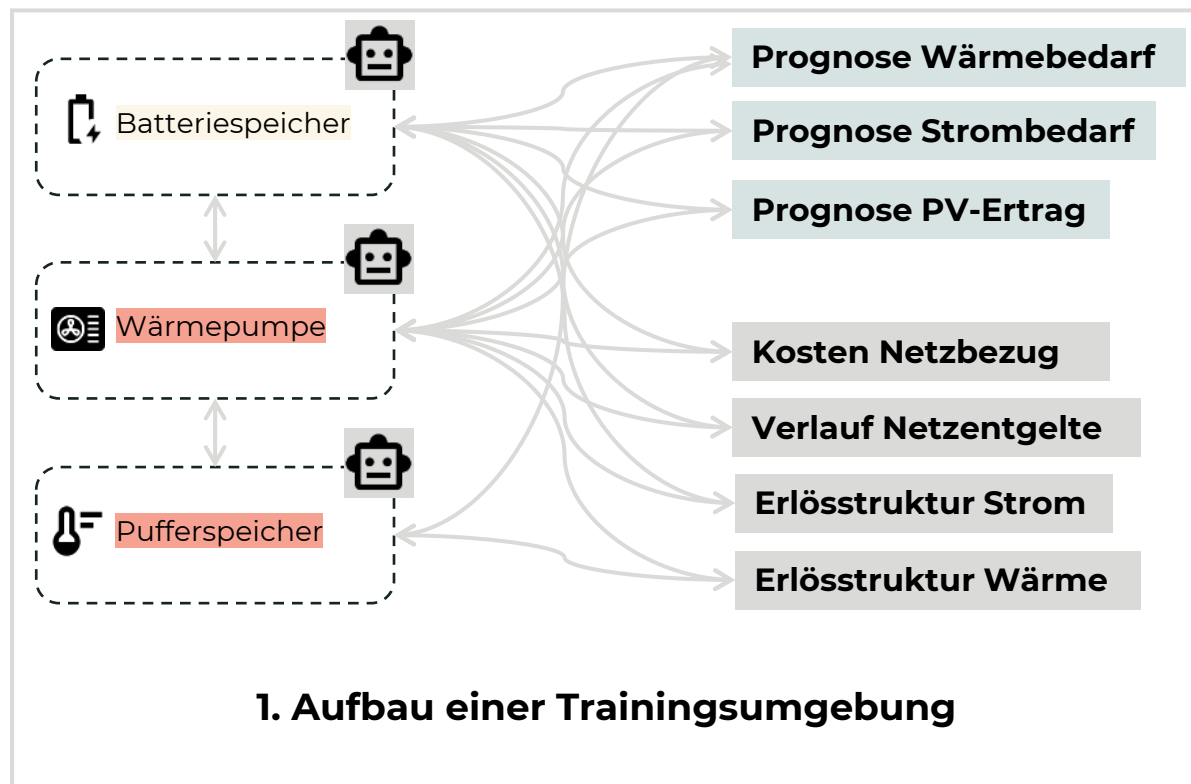 Batteriespeicher
Wärmepumpe
Pufferspeicher
Prognose Wärmebedarf
Prognose Strombedarf
Prognose PV-Ertrag
Kosten Netzbezug
Verlauf Netzentgelte
Erlösstruktur Strom
Erlösstruktur Wärme
1. Aufbau einer Trainingsumgebung